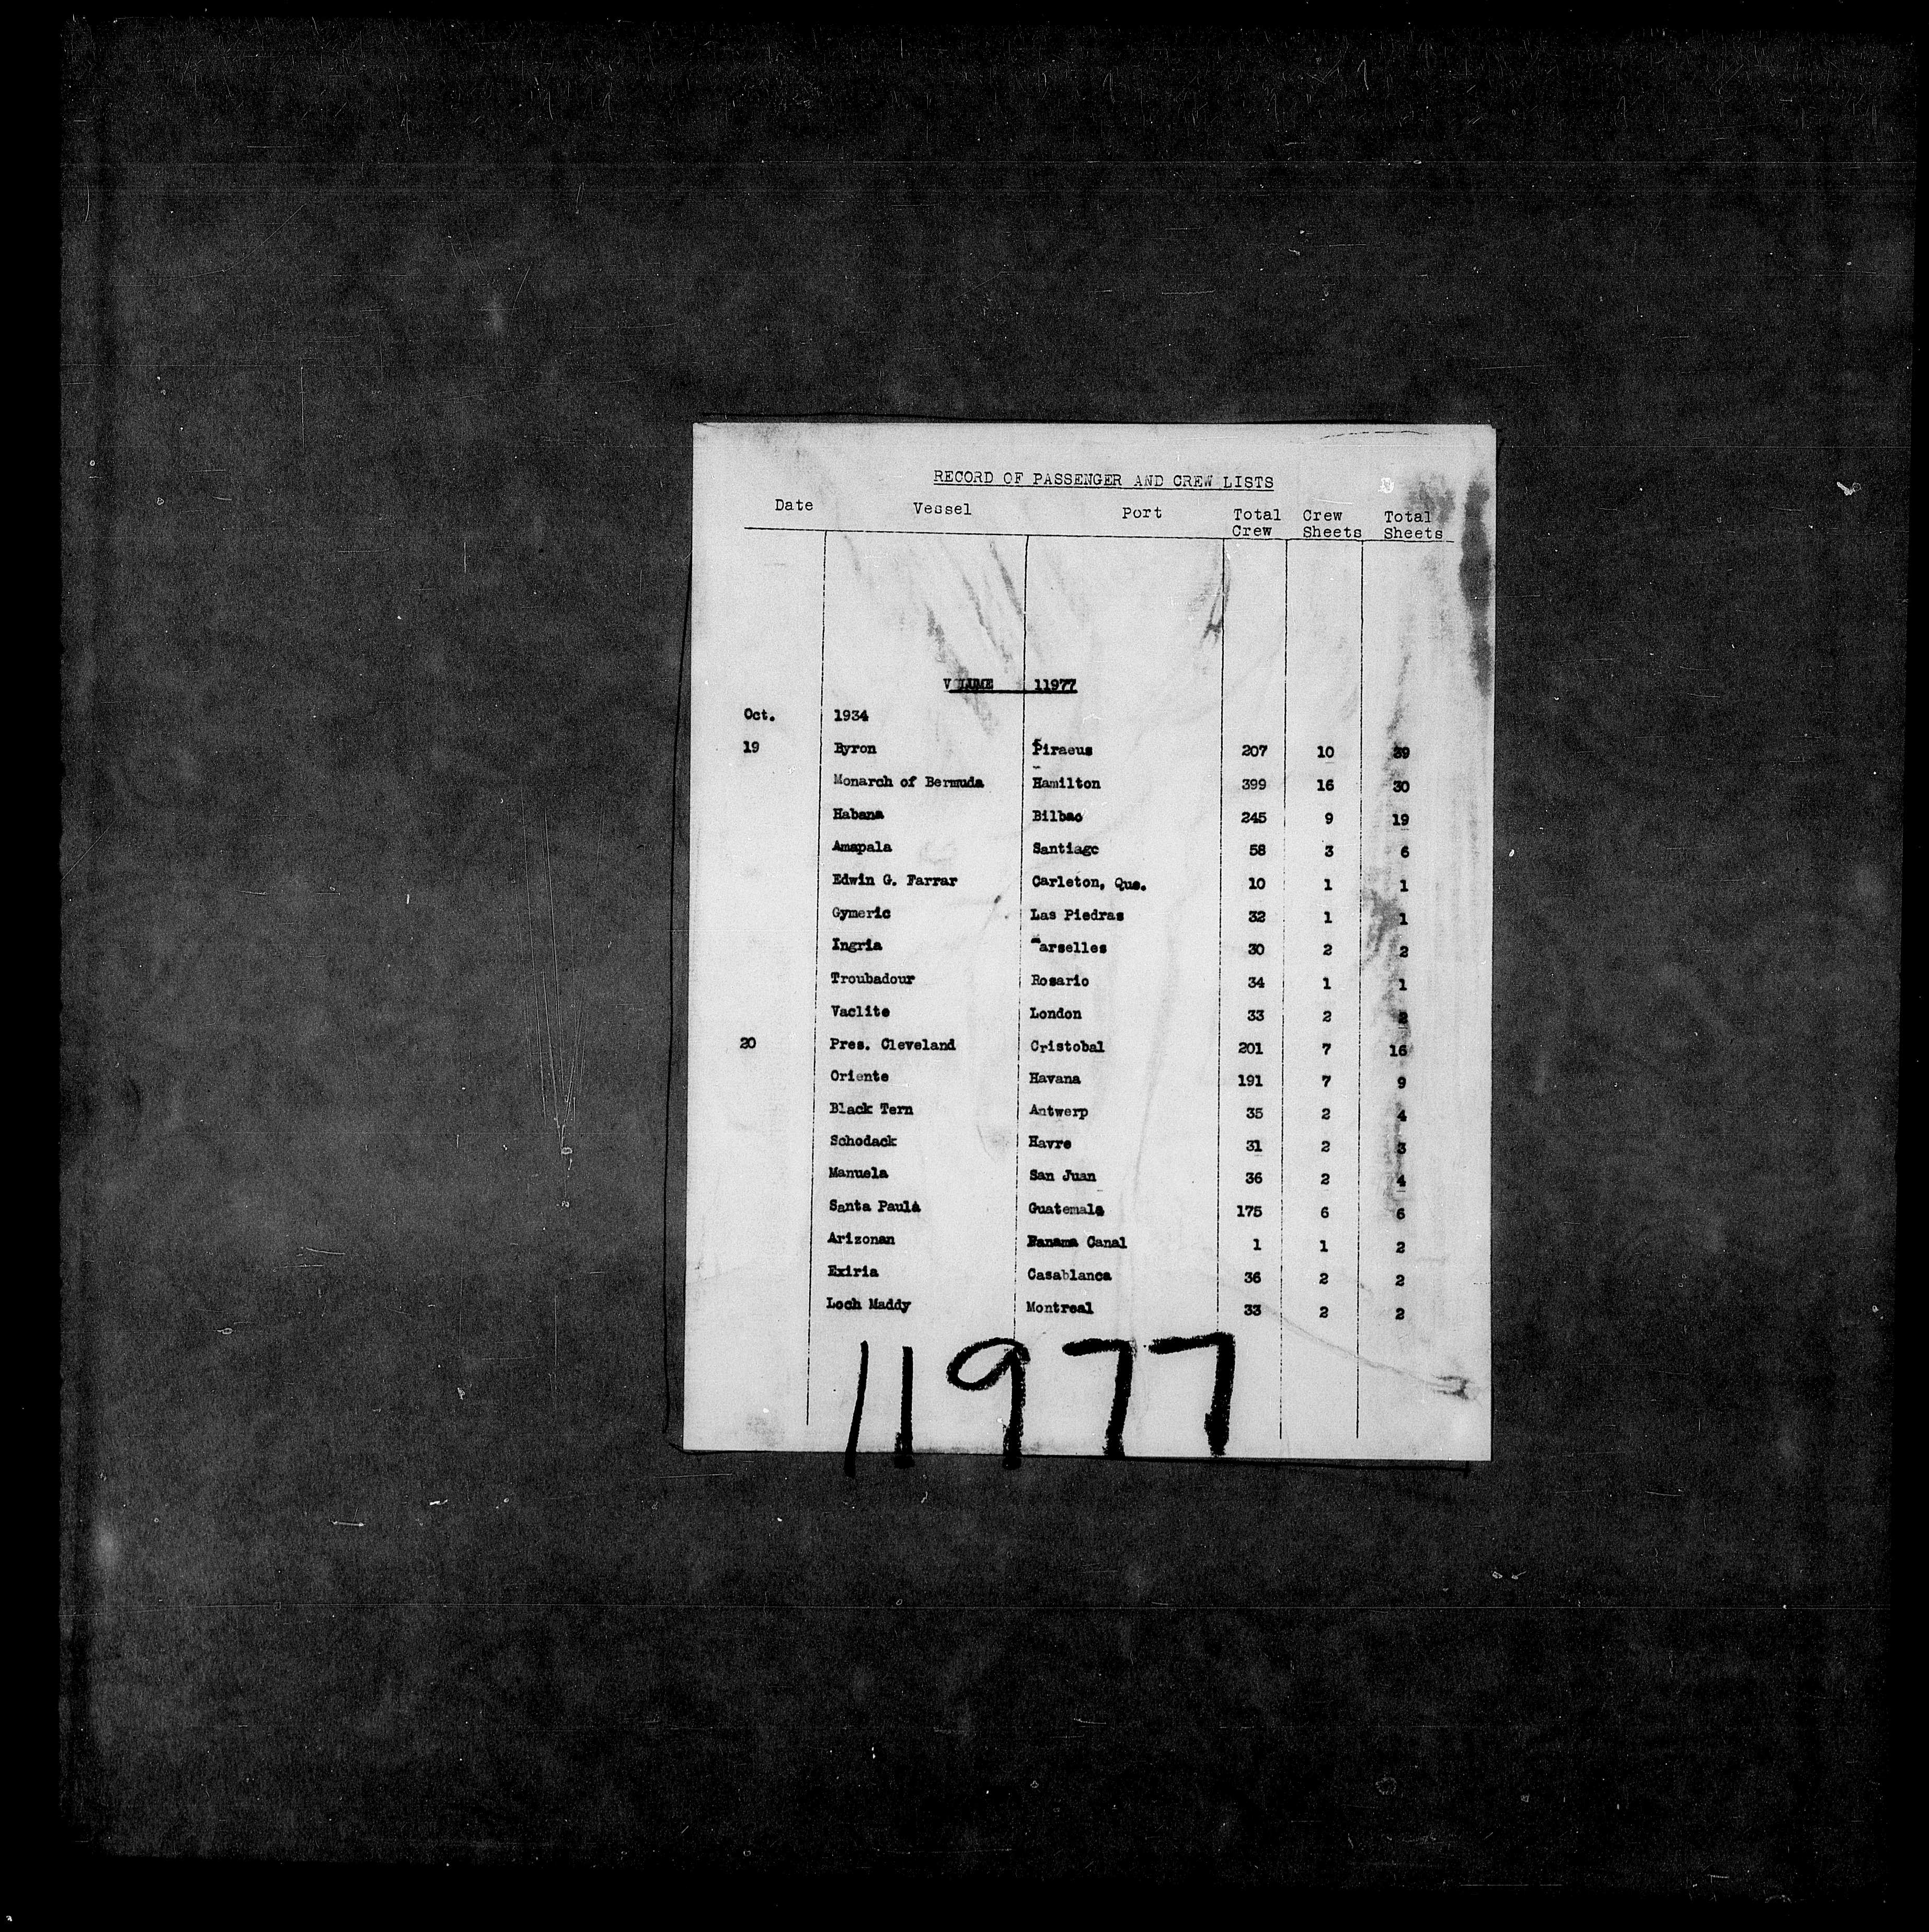 RECORD OF PASSENGER AND CREW LISTS
Date Vessel Port Total Crew Crew Sheets Total Sheets
VOLUME 11977
Oct. 1934
19 Byron Piraeus 207 10 39
Monarch of Bermuda Hamilton 399 16 30
Habana Bilbao 245 9 19
Amapala Santiago 58 3 6
Edwin G. Farrar Carleton, Que. 10 1 1
Gymeric Las Piedras 32 1 1
Ingria Marselles 30 2 2
Troubadour Rosario 34 1 1
Vaclite London 33 2 2
20 Pres. Cleveland Cristobal 201 7 16
Oriente Havana 191 7 9
Black Tern Antwerp 35 2 4
Schodack Havre 31 2 3
Manuela San Juan 36 2 4
Santa Paula Guatemala 175 6 6
Arizonan Panama Canal 1 1 2
Exiria Casablanca 36 2 2
Loch Maddy Montreal 33 2 2
11977